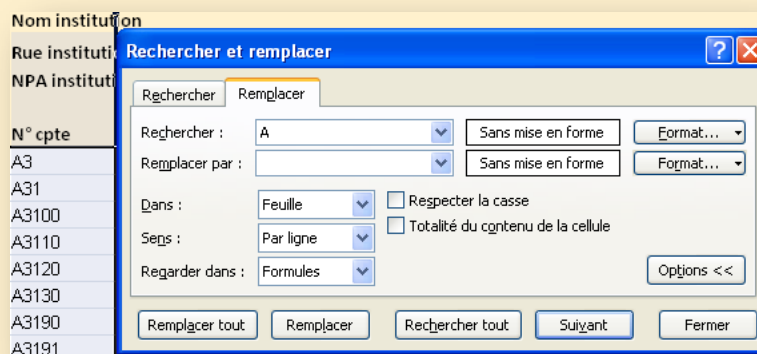 Nom institution
Rue instituti
NPA instituti
N° cpte
A3
A31
A3100
A3110
A3120
A3130
A3190
A3191
Rechercher et remplacer
Rechercher Remplacer
Rechercher : A Sans mise en forme Format...
Remplacer par : Sans mise en forme Format...
Dans : Feuille Respecter la casse
Sens : Par ligne Totalité du contenu de la cellule
Regarder dans : Formules Options <<
Remplacer tout Remplacer Rechercher tout Suivant Fermer